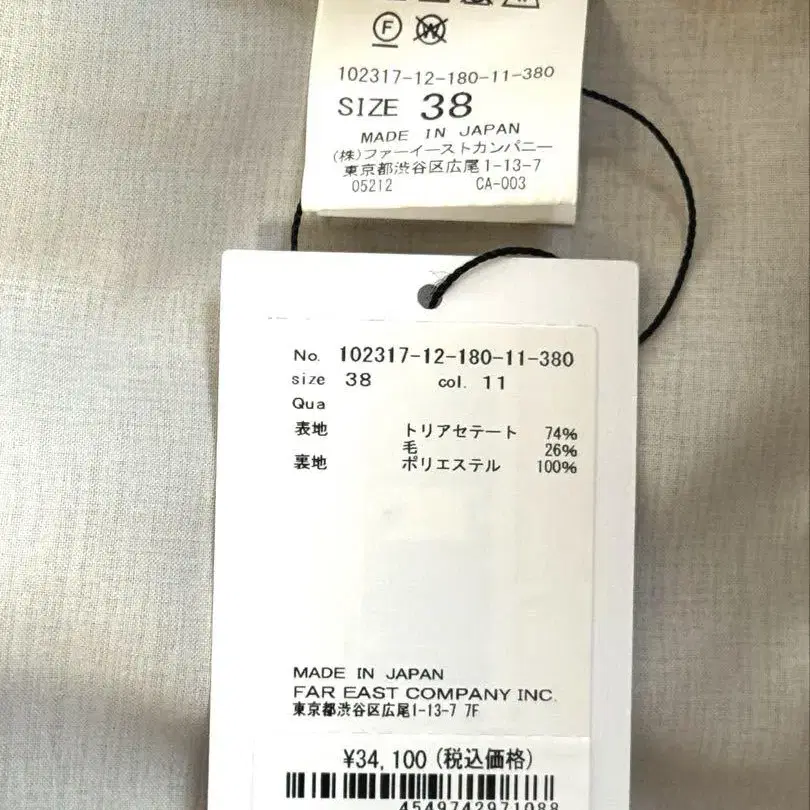 F
W
102317-12-180-11-380
SIZE 38
MADE IN JAPAN
(株)ファーイーストカンパニー
東京都渋谷区広尾1-13-7
05212 CA-003
No. 102317-12-180-11-380
size 38 col. 11
Qua
表地 トリアセテート 74%
毛 26%
裏地 ポリエステル 100%
MADE IN JAPAN
FAR EAST COMPANY INC.
東京都渋谷区広尾1-13-7 7F
¥34,100(税込価格)
4549742971088